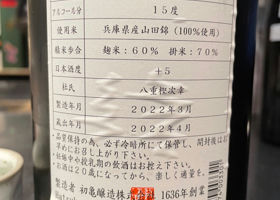 アルコール分 15度
使用米 兵庫県産山田錦(100%使用)
精米歩合 麹米:60% 掛米:70%
日本酒度 +5
杜氏 八重樫次幸
製造年月 2022年3月
蔵出年月 2022年4月
・品質保持の為、必ず冷暗所にて保管し、開封後はお
早めにお召し上がり下さい。
・妊娠中や授乳期の飲酒はお控え下さい。
・お酒は20歳になってから、楽しく適量を。
製造者 初亀醸造株式会社 1636年創業